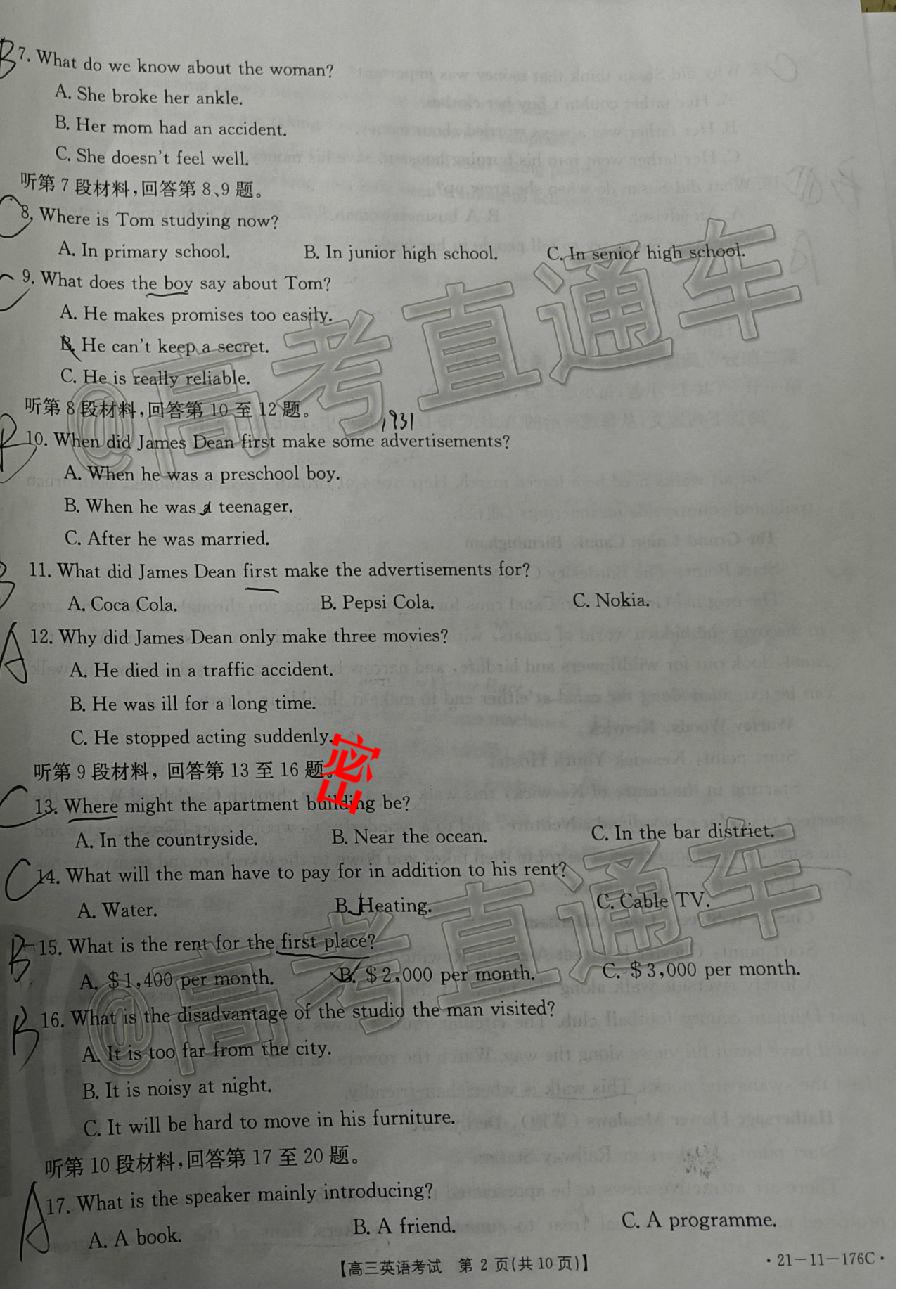 B 7. What do we know about the woman?
A. She broke her ankle.
B. Her mom had an accident.
C. She doesn't feel well.
听第7段材料,回答第8、9题。
8. Where is Tom studying now?
A. In primary school. B. In junior high school. C. In senior high school.
9. What does the boy say about Tom?
A. He makes promises too easily.
B. He can't keep a secret.
C. He is really reliable.
听第8段材料,回答第10至12题。
1931
B 10. When did James Dean first make some advertisements?
A. When he was a preschool boy.
B. When he was a teenager.
C. After he was married.
B 11. What did James Dean first make the advertisements for?
A. Coca Cola. B. Pepsi Cola. C. Nokia.
A 12. Why did James Dean only make three movies?
A. He died in a traffic accident.
B. He was ill for a long time.
C. He stopped acting suddenly.
听第9段材料,回答第13至16题。
密
C 13. Where might the apartment building be?
A. In the countryside. B. Near the ocean. C. In the bar district.
C 14. What will the man have to pay for in addition to his rent?
A. Water. B. Heating. C. Cable TV.
B 15. What is the rent for the first place?
A. $1,400 per month. B. $2,000 per month. C. $3,000 per month.
B 16. What is the disadvantage of the studio the man visited?
A. It is too far from the city.
B. It is noisy at night.
C. It will be hard to move in his furniture.
听第10段材料,回答第17至20题。
A 17. What is the speaker mainly introducing?
A. A book. B. A friend. C. A programme.
【高三英语考试 第2页(共10页)】 ·21-11-176C·
@高考直通车
@高考直通车